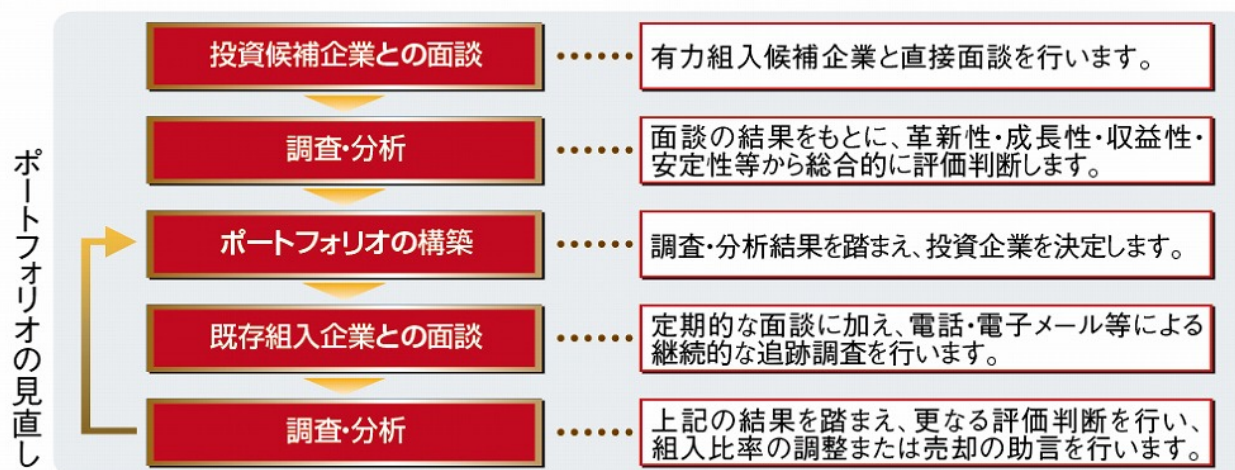 投資候補企業との面談
有力組入候補企業と直接面談を行います。
調査・分析
面談の結果をもとに、革新性・成長性・収益性・
安定性等から総合的に評価判断します。
ポートフォリオの構築
調査・分析結果を踏まえ、投資企業を決定します。
既存組入企業との面談
定期的な面談に加え、電話・電子メール等による
継続的な追跡調査を行います。
調査・分析
上記の結果を踏まえ、更なる評価判断を行い、
組入比率の調整または売却の助言を行います。
ポートフォリオの見直し